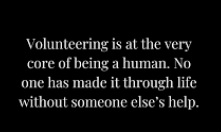 Volunteering is at the very
core of being a human. No
one has made it through life
without someone else's help.